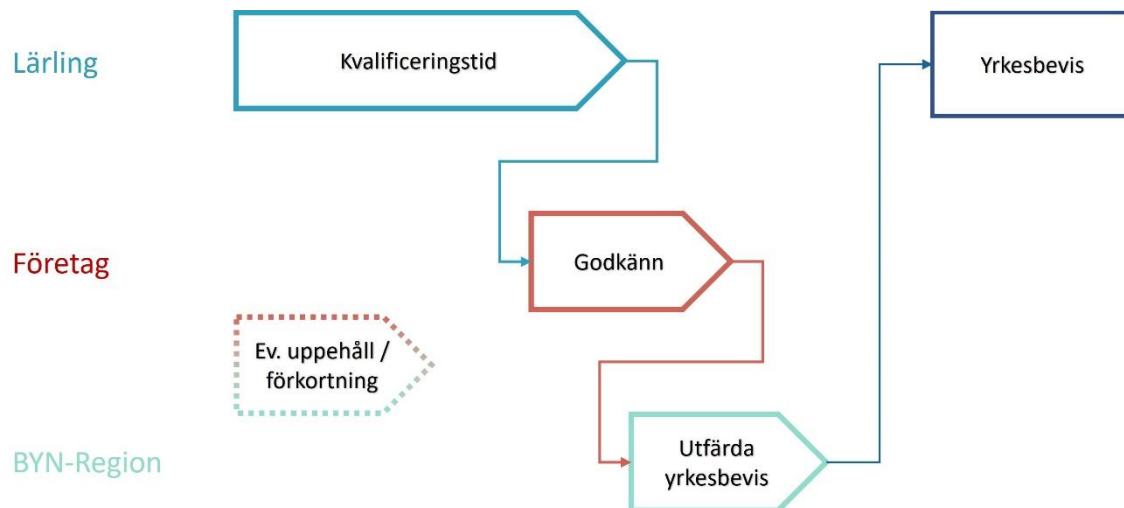 Lärling
Kvalificeringstid
Yrkesbevis
Företag
Godkänn
Ev. uppehåll /
förkortning
BYN-Region
Utfärda
yrkesbevis